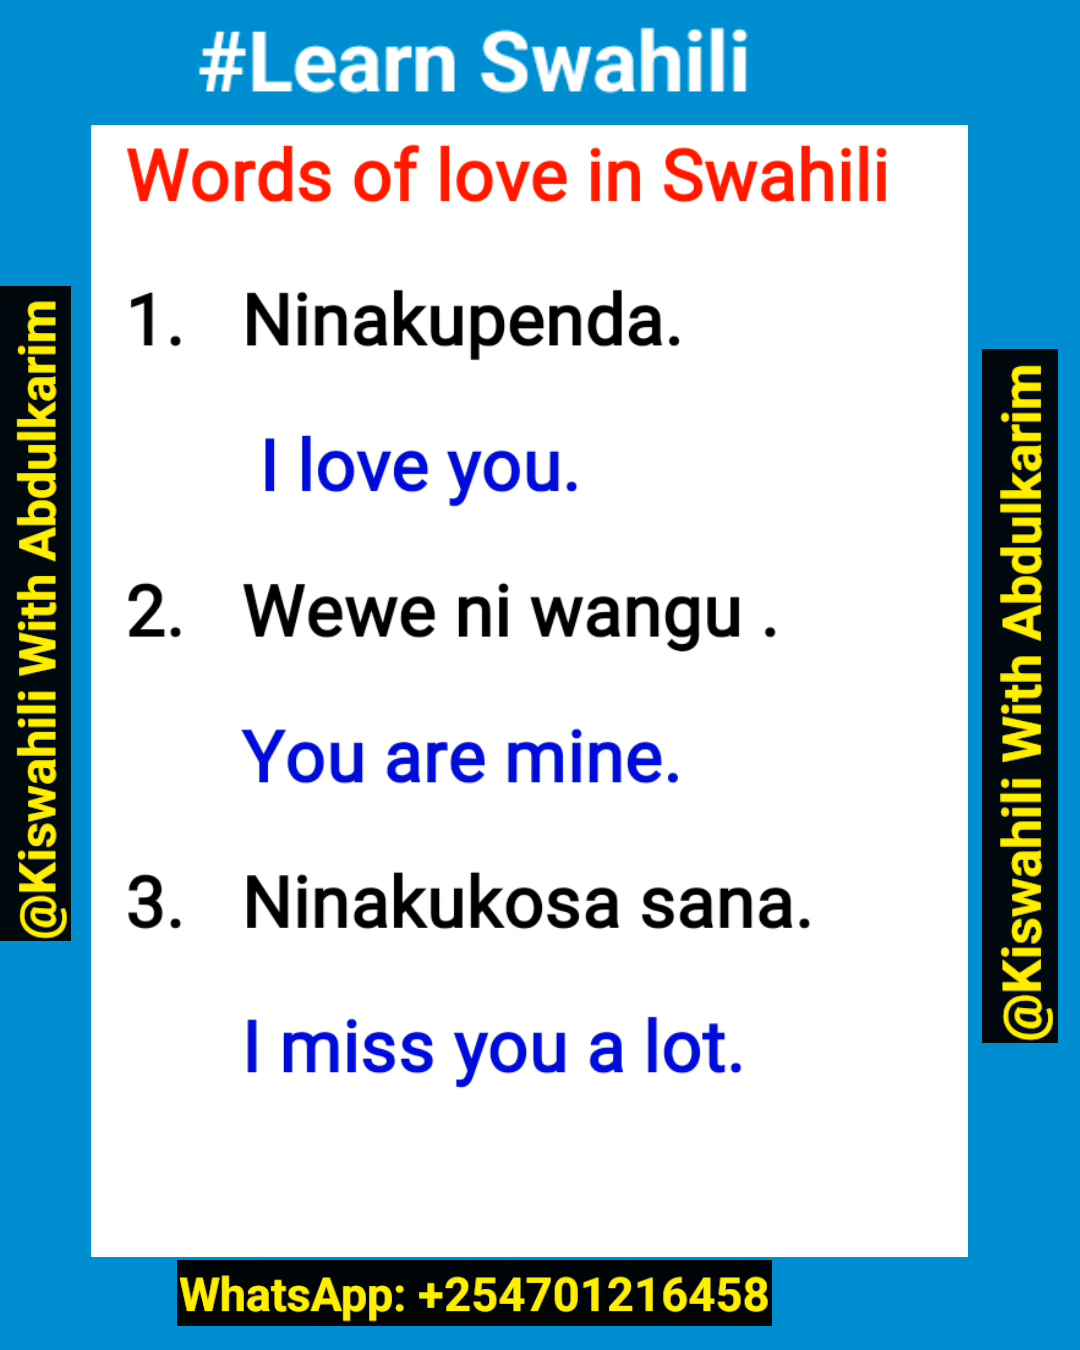 #Learn Swahili
Words of love in Swahili
1. Ninakupenda.
I love you.
2. Wewe ni wangu .
You are mine.
3. Ninakukosa sana.
I miss you a lot.
@Kiswahili With Abdulkarim
@Kiswahili With Abdulkarim
WhatsApp: +254701216458